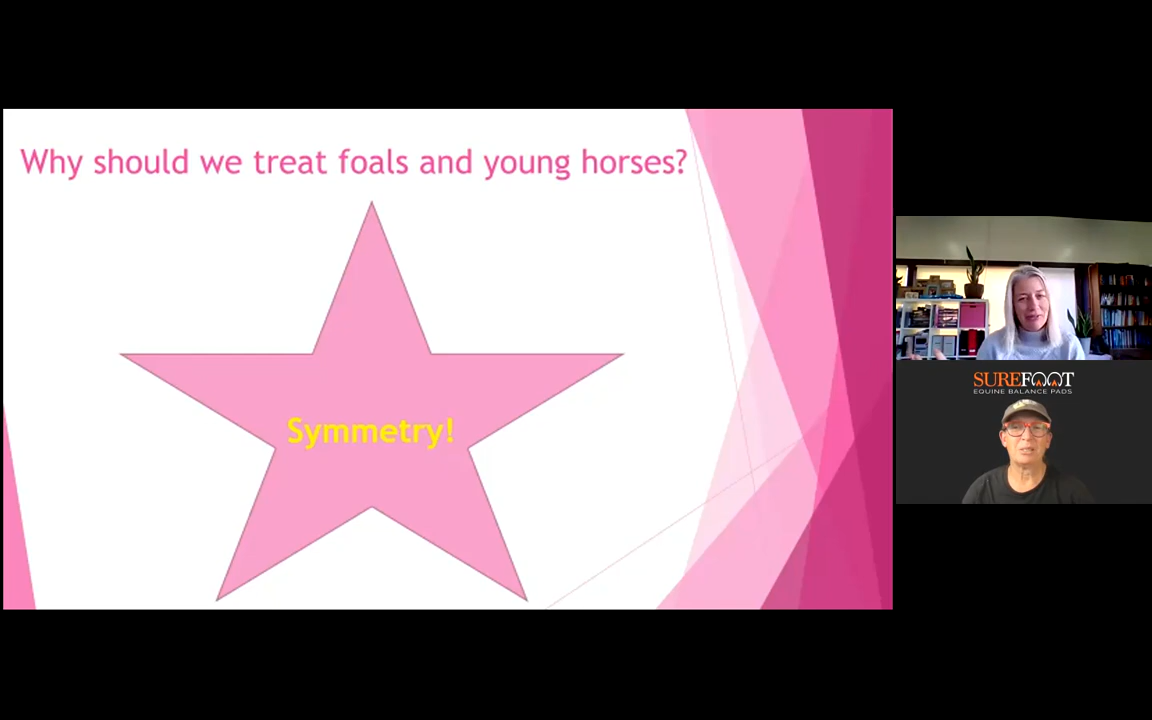 Why should we treat foals and young horses?
Symmetry!
SUREFOOT
EQUINE BALANCE PADS